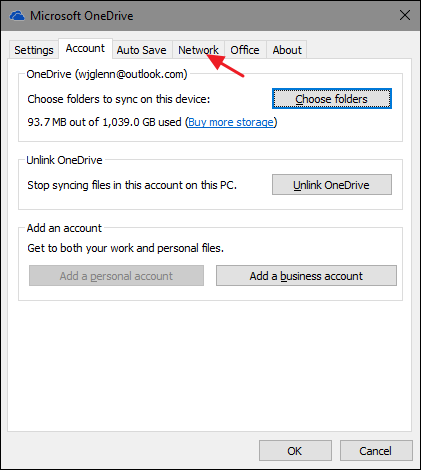 Microsoft OneDrive
Settings Account Auto Save Network Office About
OneDrive (wjglenn@outlook.com)
Choose folders to sync on this device: Choose folders
93.7 MB out of 1,039.0 GB used (Buy more storage)
Unlink OneDrive
Stop syncing files in this account on this PC. Unlink OneDrive
Add an account
Get to both your work and personal files.
Add a personal account Add a business account
OK Cancel